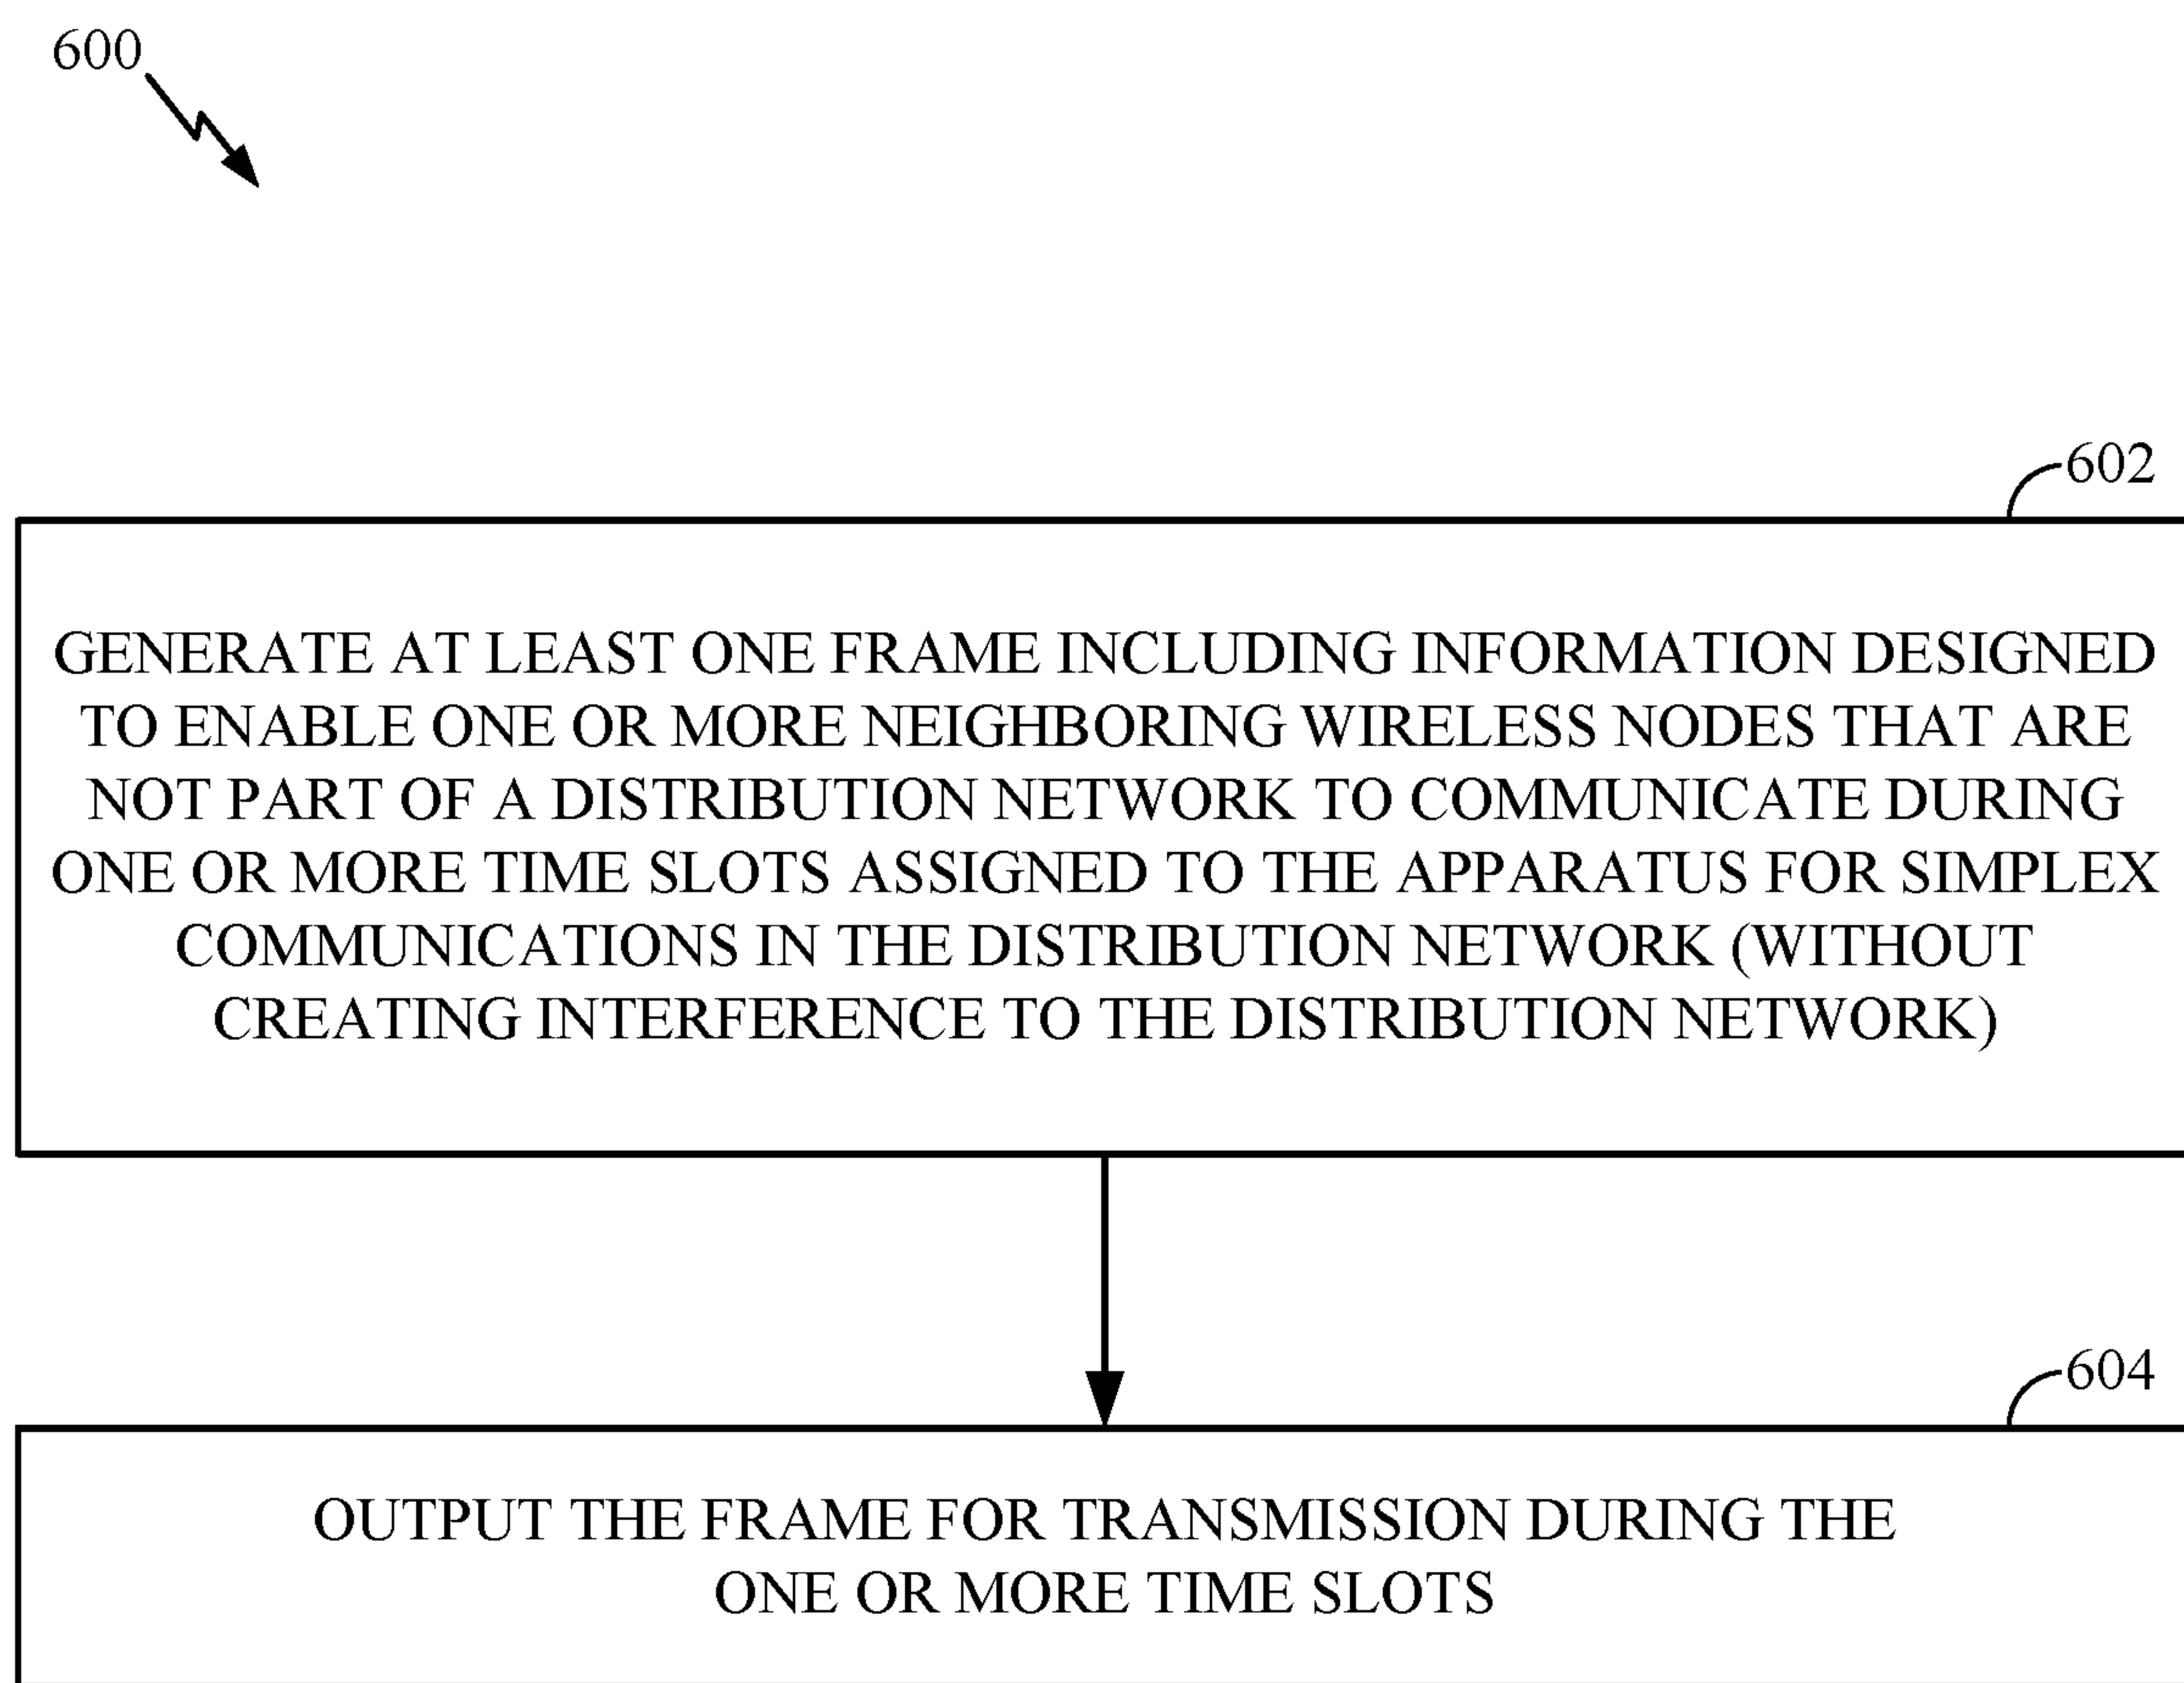 600
602
GENERATE AT LEAST ONE FRAME INCLUDING INFORMATION DESIGNED
TO ENABLE ONE OR MORE NEIGHBORING WIRELESS NODES THAT ARE
NOT PART OF A DISTRIBUTION NETWORK TO COMMUNICATE DURING
ONE OR MORE TIME SLOTS ASSIGNED TO THE APPARATUS FOR SIMPLEX
COMMUNICATIONS IN THE DISTRIBUTION NETWORK (WITHOUT
CREATING INTERFERENCE TO THE DISTRIBUTION NETWORK)
604
OUTPUT THE FRAME FOR TRANSMISSION DURING THE
ONE OR MORE TIME SLOTS